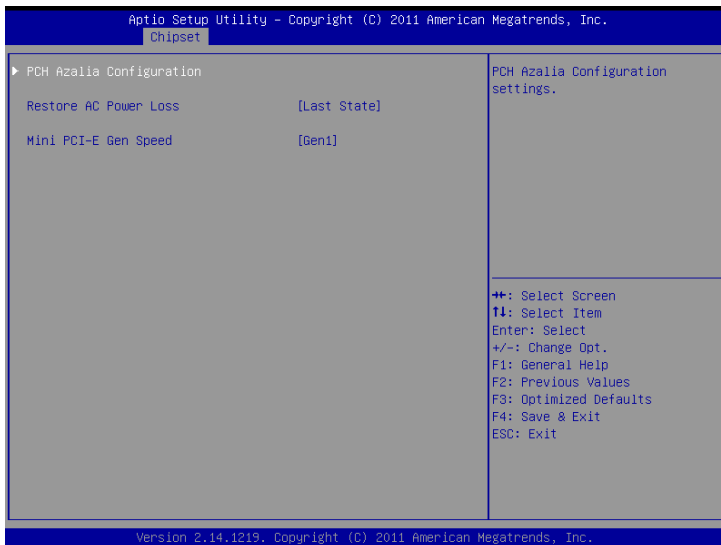 Aptio Setup Utility – Copyright (C) 2011 American Megatrends, Inc.
Chipset
▶ PCH Azalia Configuration
Restore AC Power Loss [Last State]
Mini PCI-E Gen Speed [Gen1]
PCH Azalia Configuration
settings.
→←: Select Screen
↑↓: Select Item
Enter: Select
+/-: Change Opt.
F1: General Help
F2: Previous Values
F3: Optimized Defaults
F4: Save & Exit
ESC: Exit
Version 2.14.1219. Copyright (C) 2011 American Megatrends, Inc.